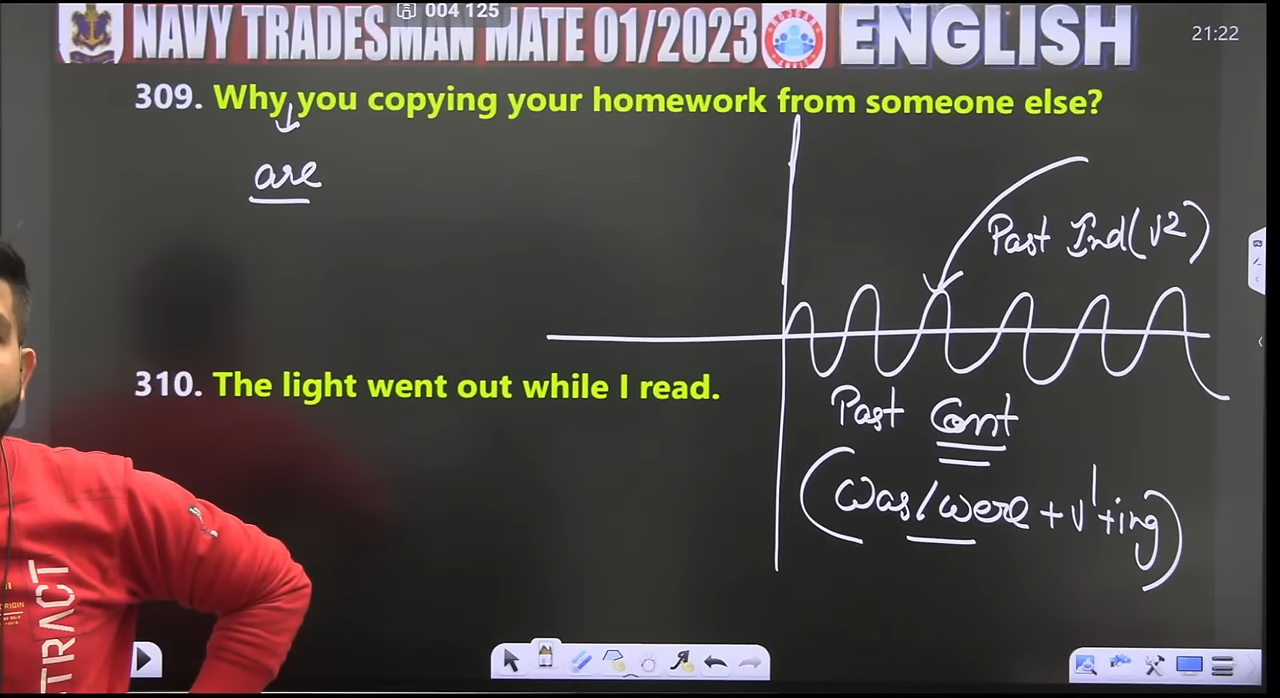 004 125
NAVY TRADESMAN MATE 01/2023 ENGLISH
21:22
309. Why you copying your homework from someone else?
are
Past Ind (V2)
310. The light went out while I read.
Past Cont
(was/were + v1+ing)
TRACT